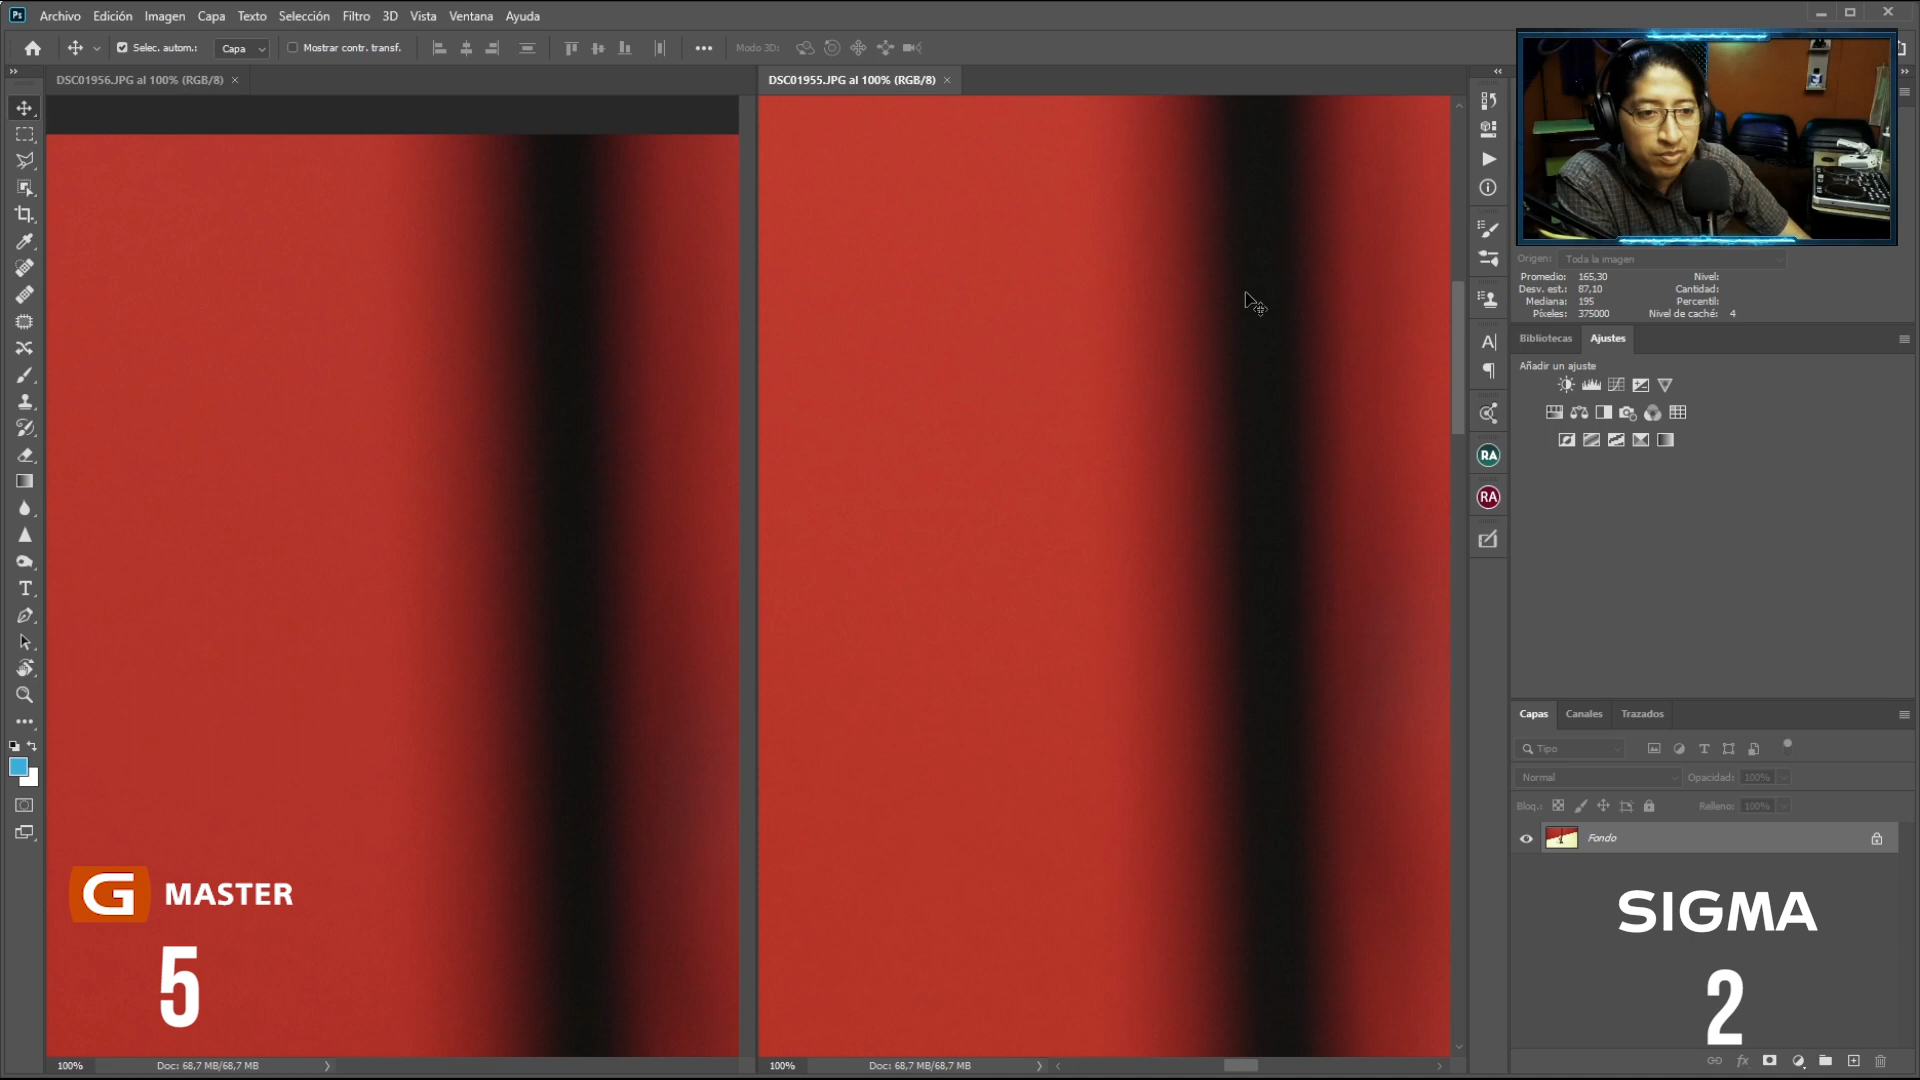 Ps Archivo Edición Imagen Capa Texto Selección Filtro 3D Vista Ventana Ayuda
Selec. autom.: Capa Mostrar contr. transf. Modo 3D:
DSC01956.JPG al 100% (RGB/8) ×
DSC01955.JPG al 100% (RGB/8) ×
Origen: Toda la imagen
Promedio: 165,30 Nivel:
Desv. est.: 87,10 Cantidad:
Mediana: 195 Percentil:
Píxeles: 375000 Nivel de caché: 4
Bibliotecas Ajustes
Añadir un ajuste
RA
RA
Capas Canales Trazados
Tipo
Normal Opacidad: 100%
Bloq.: Relleno: 100%
Fondo
G MASTER
5
SIGMA
2
100% Doc: 68,7 MB/68,7 MB
100% Doc: 68,7 MB/68,7 MB
fx